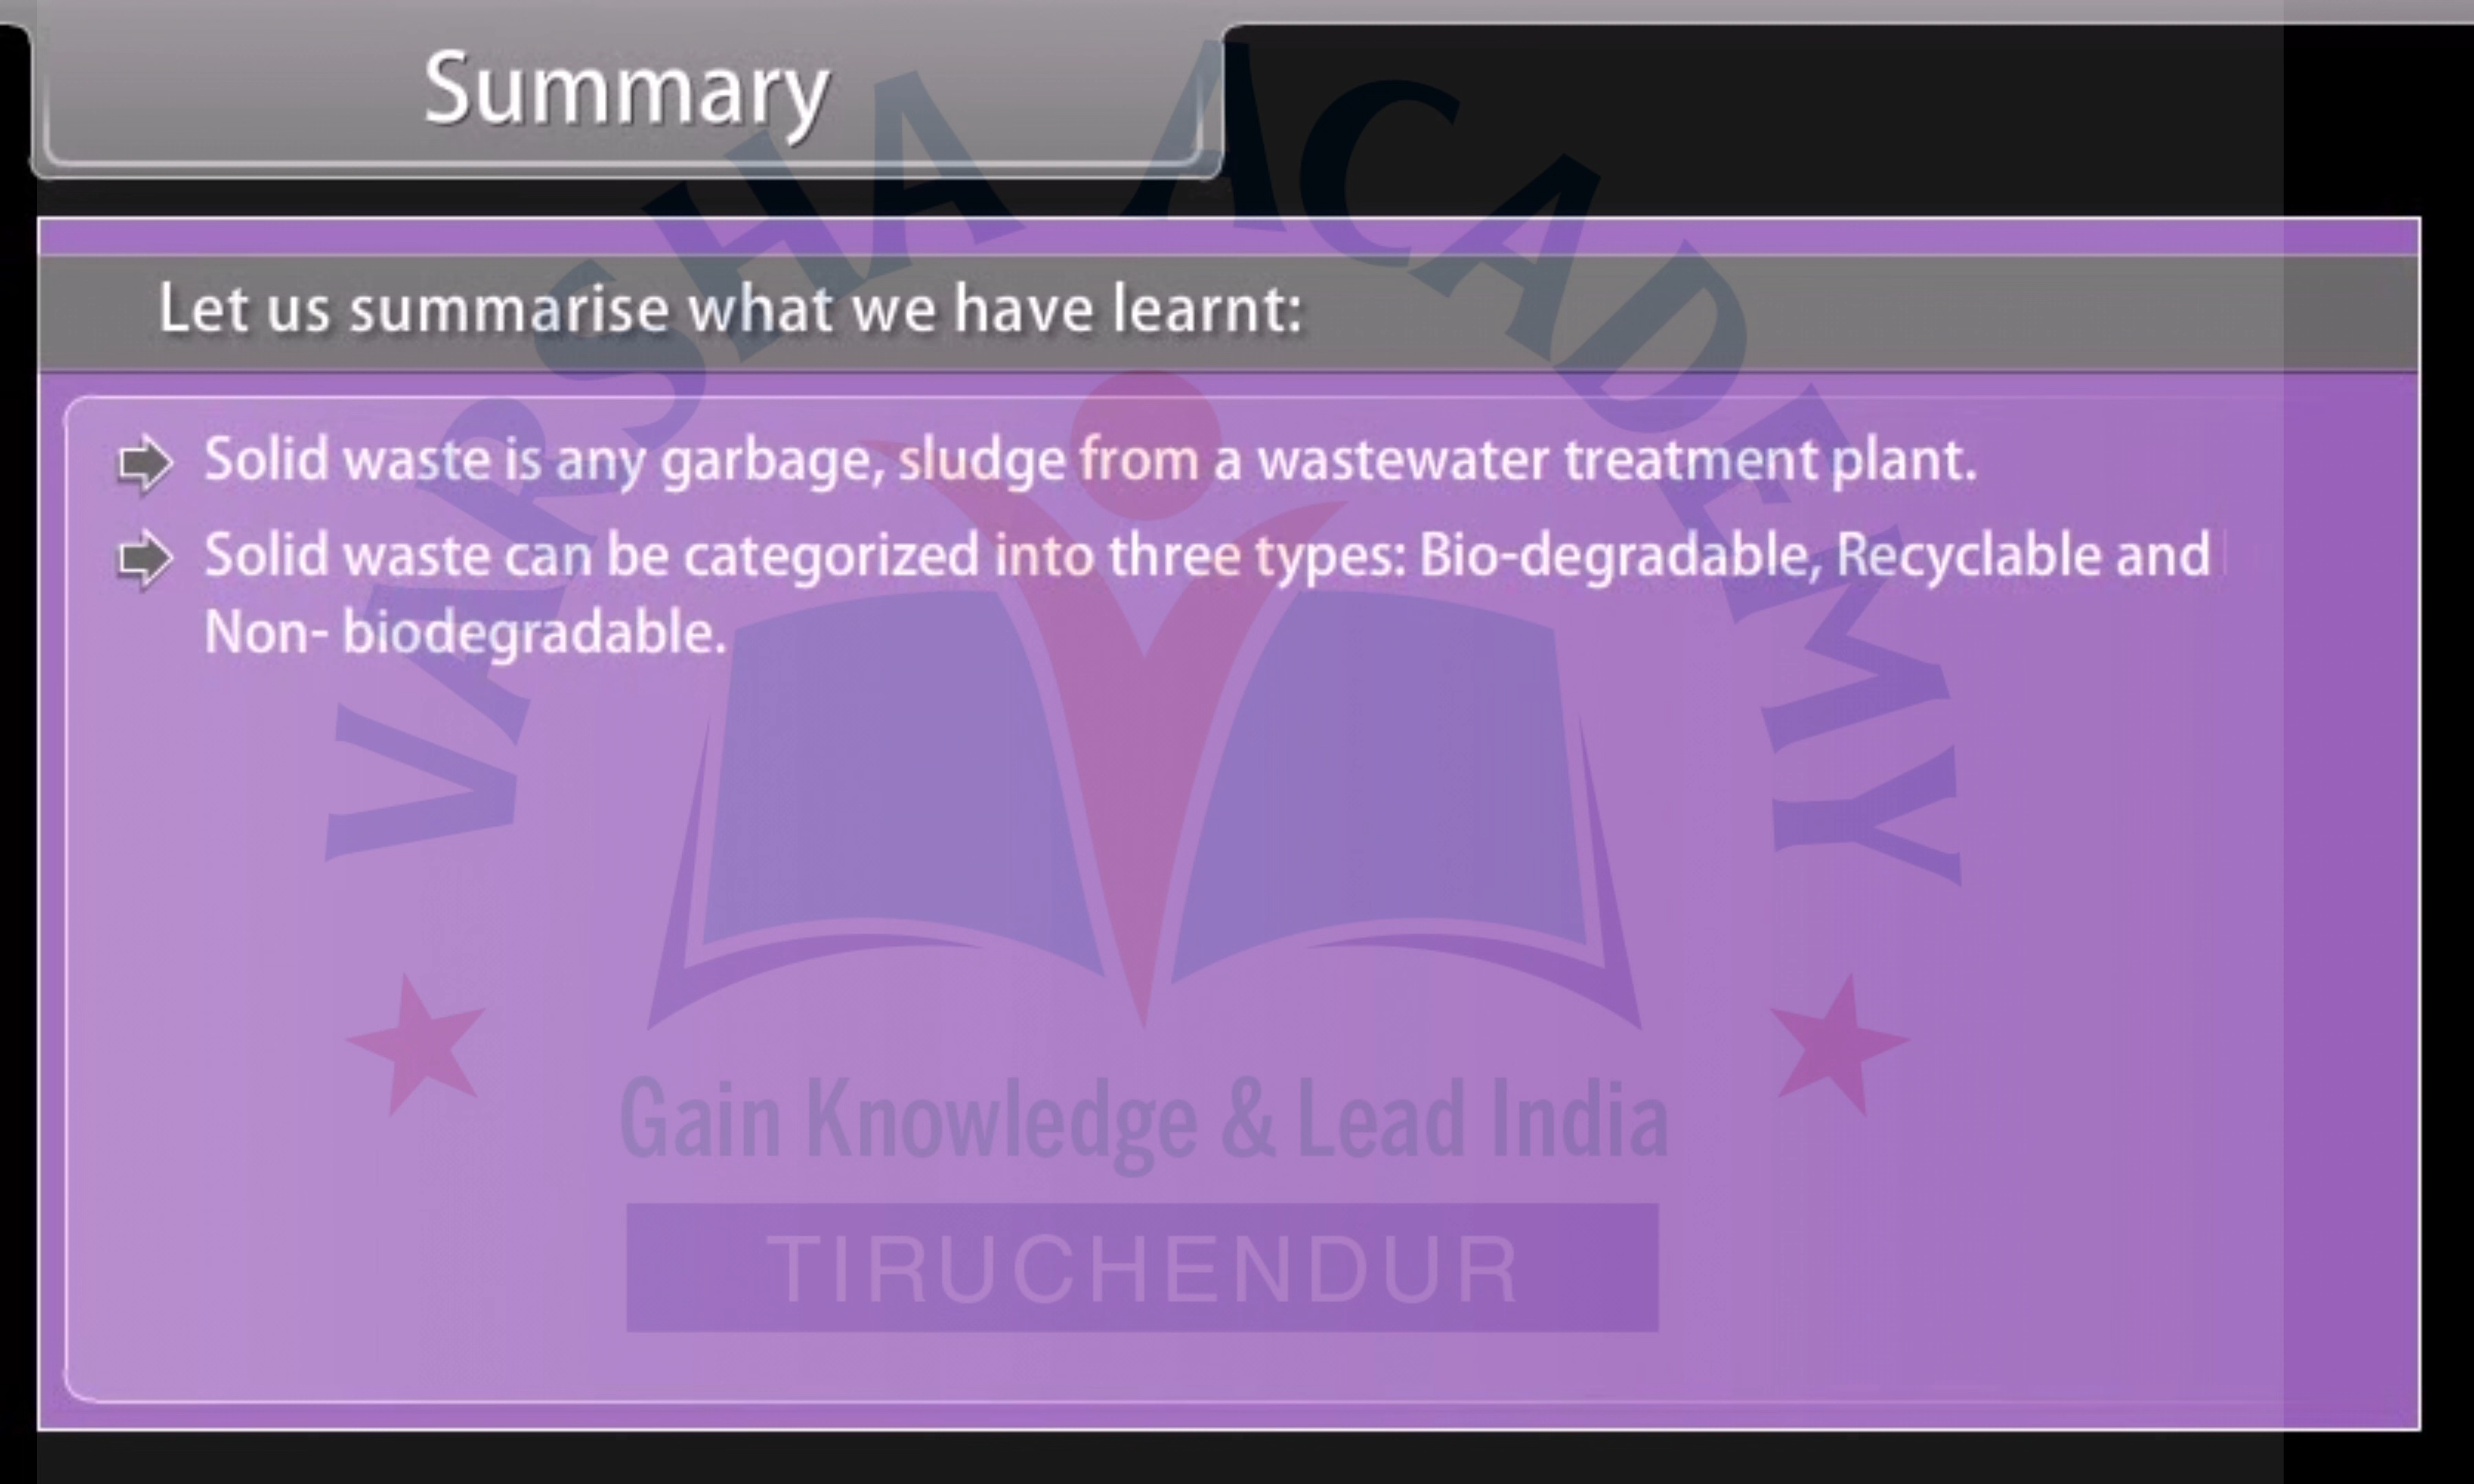 Summary
VARSHA ACADEMY
Let us summarise what we have learnt:
Solid waste is any garbage, sludge from a wastewater treatment plant.
Solid waste can be categorized into three types: Bio-degradable, Recyclable and
Non- biodegradable.
Gain Knowledge & Lead India
TIRUCHENDUR